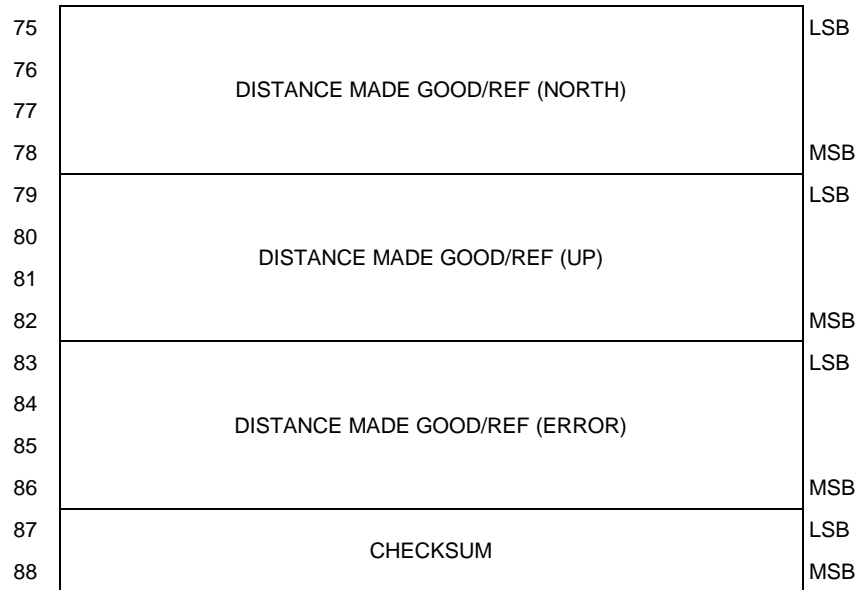 75 LSB
76
DISTANCE MADE GOOD/REF (NORTH)
77
78 MSB
79 LSB
80
DISTANCE MADE GOOD/REF (UP)
81
82 MSB
83 LSB
84
DISTANCE MADE GOOD/REF (ERROR)
85
86 MSB
87 LSB
CHECKSUM
88 MSB